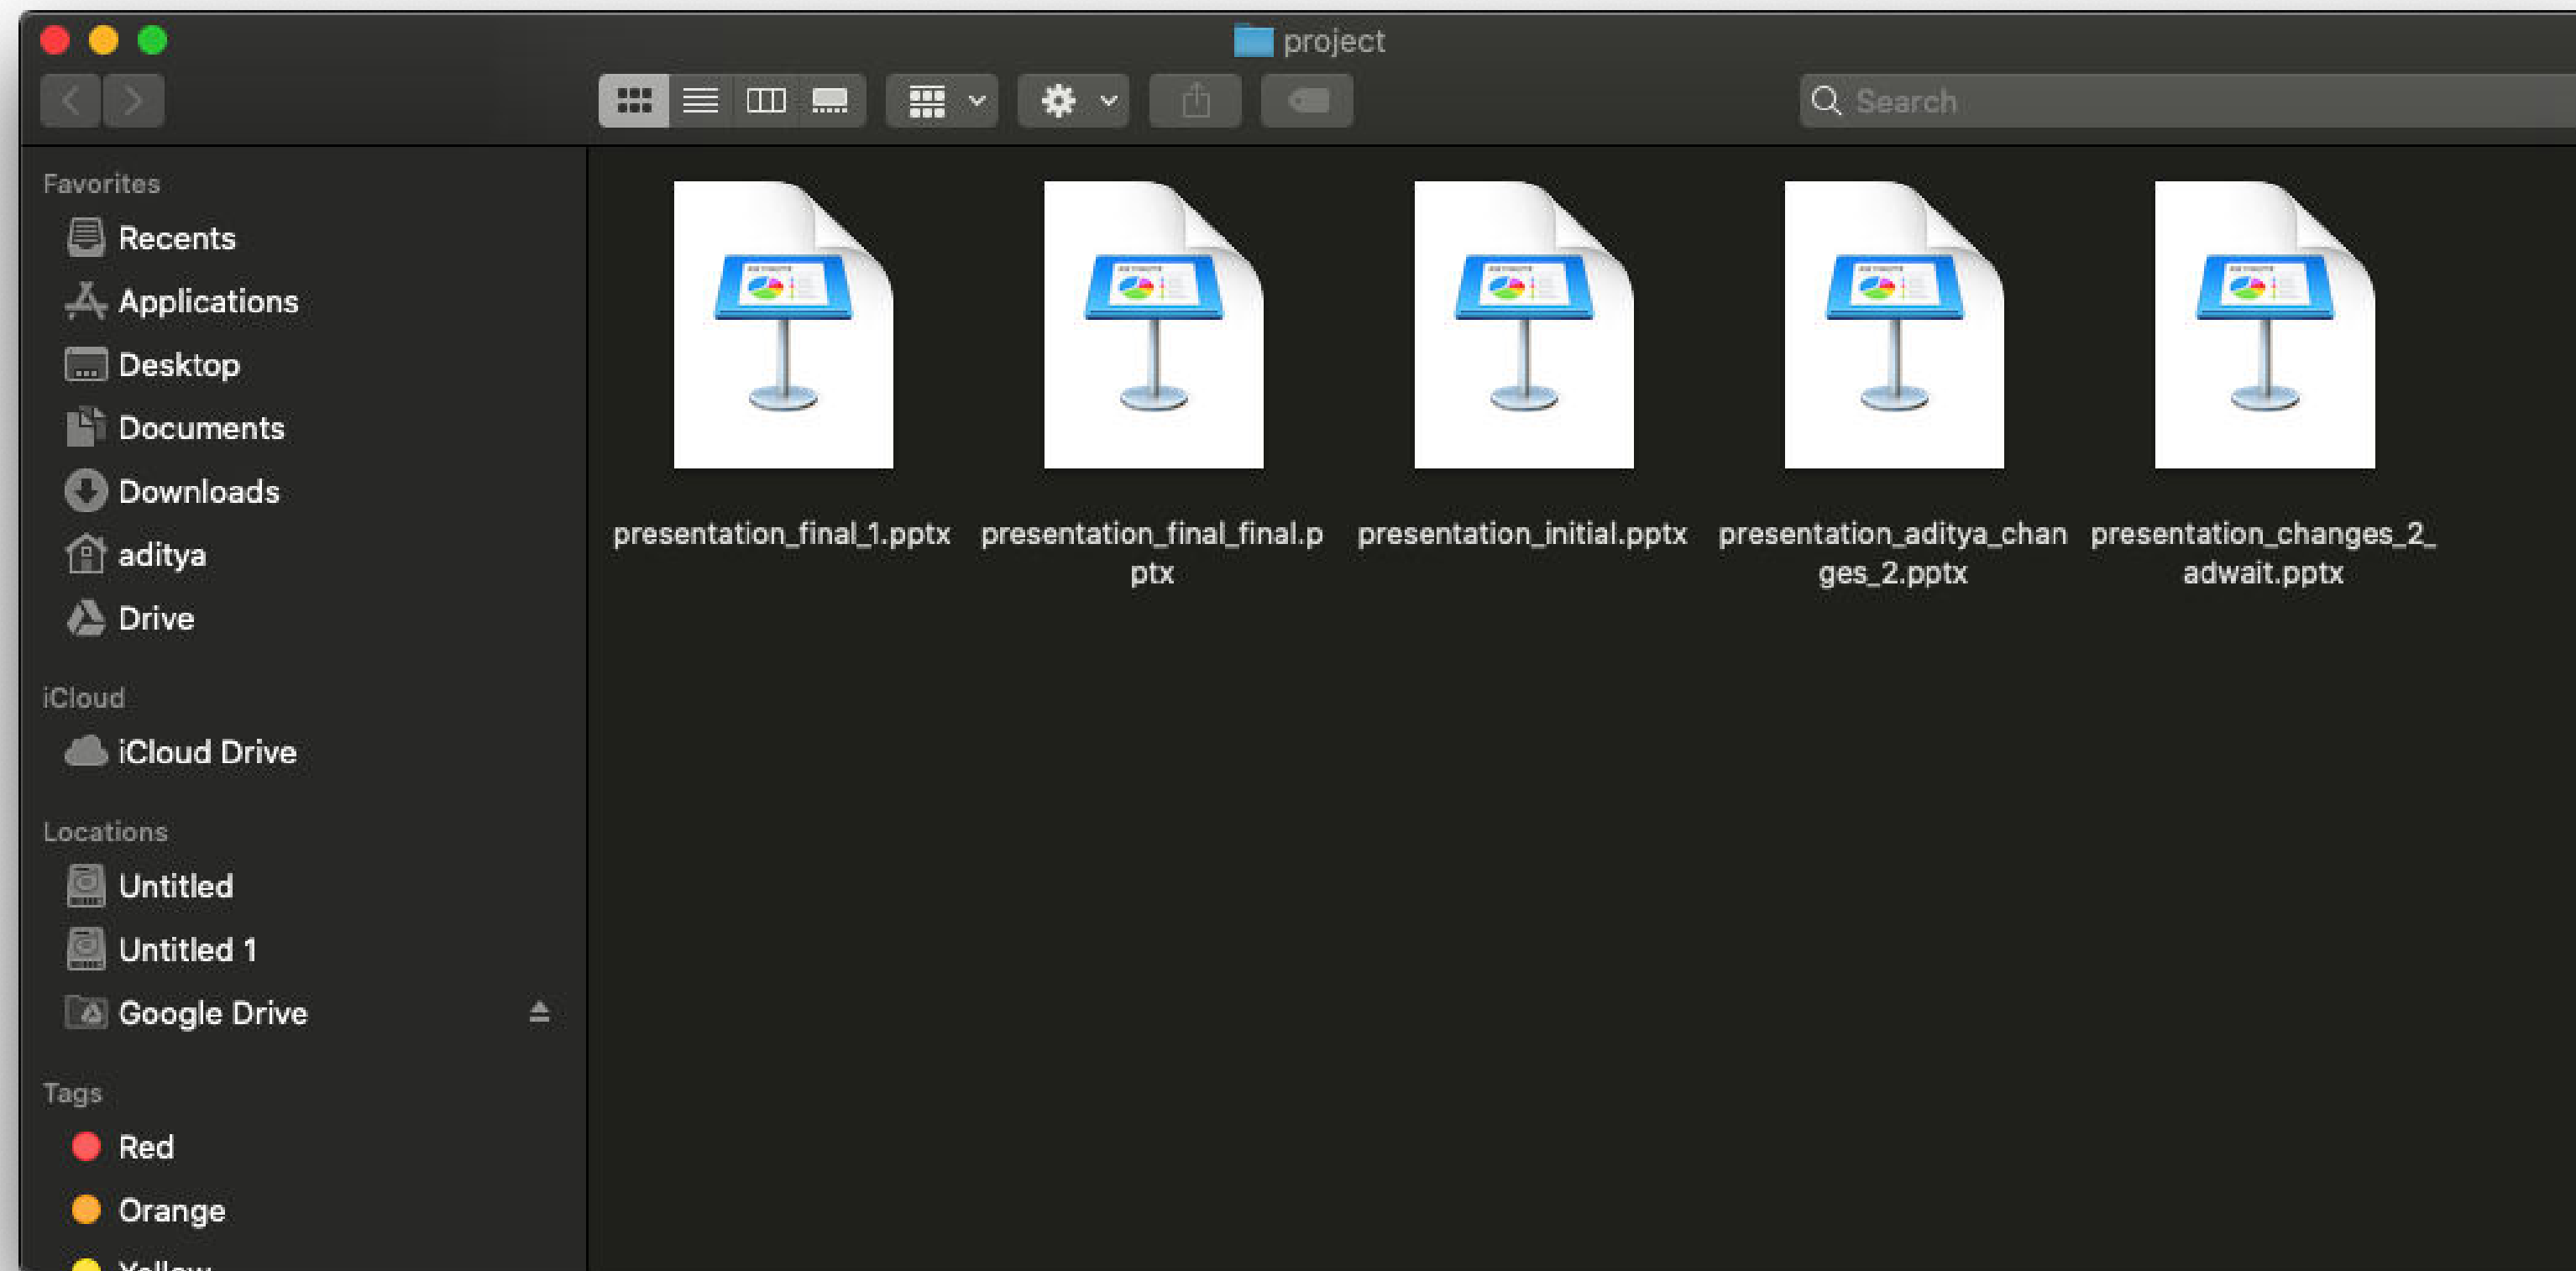 project
Search
Favorites
Recents
Applications
Desktop
Documents
Downloads
aditya
Drive
iCloud
iCloud Drive
Locations
Untitled
Untitled 1
Google Drive
Tags
Red
Orange
Yellow
presentation_final_1.pptx
presentation_final_final.p
ptx
presentation_initial.pptx
presentation_aditya_chan
ges_2.pptx
presentation_changes_2_
adwait.pptx